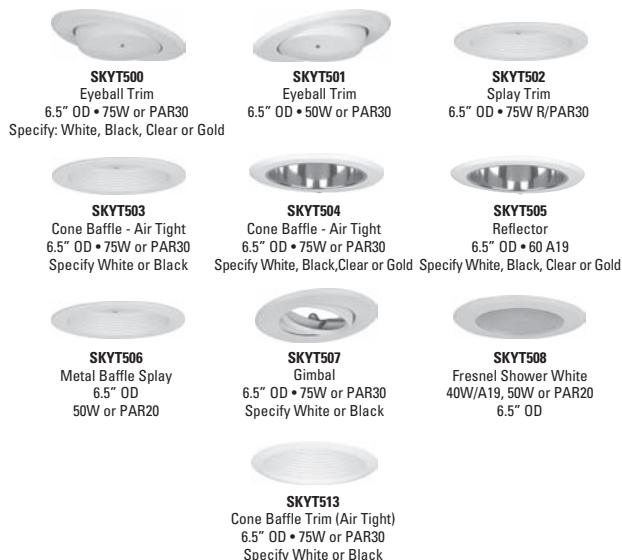 SKYT500
Eyeball Trim
6.5" OD • 75W or PAR30
Specify: White, Black, Clear or Gold
SKYT501
Eyeball Trim
6.5" OD • 50W or PAR30
SKYT502
Splay Trim
6.5" OD • 75W R/PAR30
SKYT503
Cone Baffle - Air Tight
6.5" OD • 75W or PAR30
Specify White or Black
SKYT504
Cone Baffle - Air Tight
6.5" OD • 75W or PAR30
Specify White, Black,Clear or Gold
SKYT505
Reflector
6.5" OD • 60 A19
Specify White, Black, Clear or Gold
SKYT506
Metal Baffle Splay
6.5" OD
50W or PAR20
SKYT507
Gimbal
6.5" OD • 75W or PAR30
Specify White or Black
SKYT508
Fresnel Shower White
40W/A19, 50W or PAR20
6.5" OD
SKYT513
Cone Baffle Trim (Air Tight)
6.5" OD • 75W or PAR30
Specify White or Black